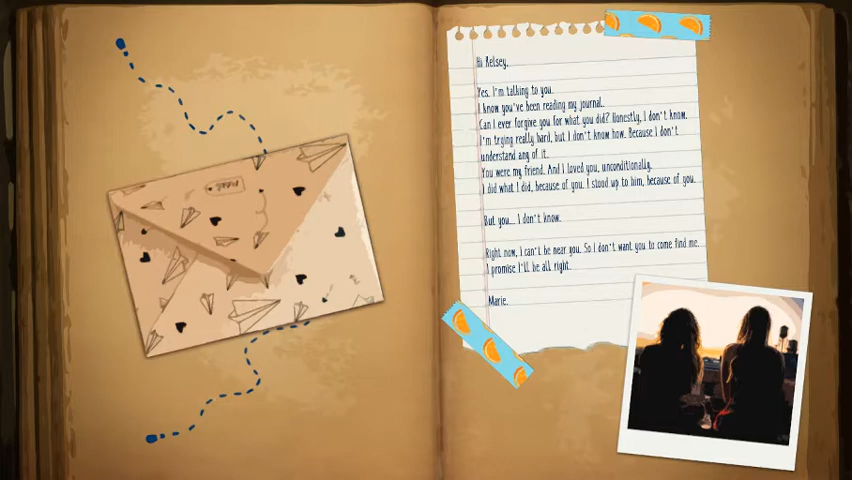 Hi Kelsey,
Yes, I'm talking to you.
I know you've been reading my journal.
Can I ever forgive you for what you did? Honestly, I don't know.
I'm trying really hard, but I don't know how. Because I don't
understand any of it.
You were my friend. And I loved you, unconditionally.
I did what I did, because of you. I stood up to him, because of you.
But you... I don't know.
Right now, I can't be near you. So I don't want you to come find me.
I promise I'll be all right.
Marie.